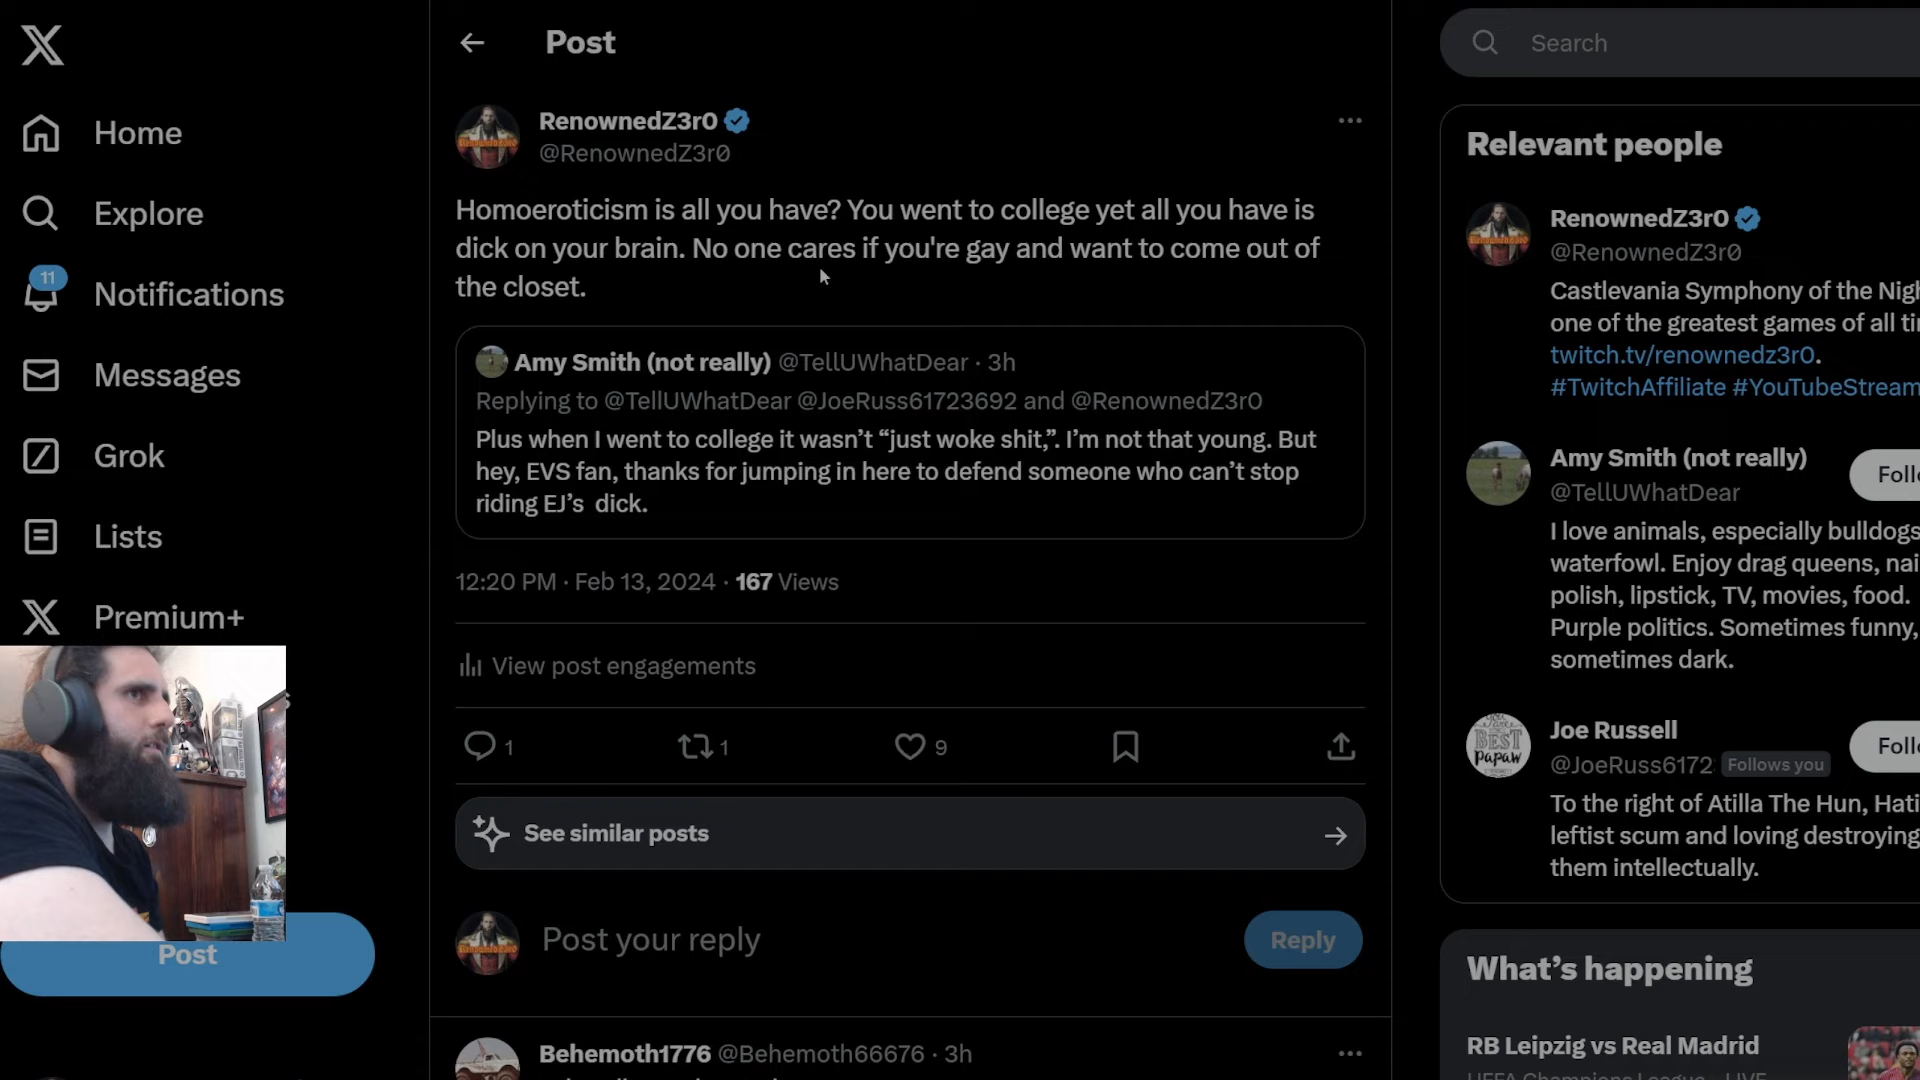 Home
Explore
11
Notifications
Messages
Grok
Lists
Premium+
Post
Post
RenownedZ3r0
@RenownedZ3r0
Homoeroticism is all you have? You went to college yet all you have is
dick on your brain. No one cares if you're gay and want to come out of
the closet.
Amy Smith (not really) @TellUWhatDear · 3h
Replying to @TellUWhatDear @JoeRuss61723692 and @RenownedZ3r0
Plus when I went to college it wasn’t “just woke shit,”. I’m not that young. But
hey, EVS fan, thanks for jumping in here to defend someone who can’t stop
riding EJ’s  dick.
12:20 PM · Feb 13, 2024 · 167 Views
View post engagements
1
1
9
See similar posts
Post your reply
Reply
Behemoth1776 @Behemoth66676 · 3h
Search
Relevant people
RenownedZ3r0
@RenownedZ3r0
Castlevania Symphony of the Nigh
one of the greatest games of all ti
twitch.tv/renownedz3r0.
#TwitchAffiliate #YouTubeStream
Amy Smith (not really)
@TellUWhatDear
Foll
I love animals, especially bulldogs
waterfowl. Enjoy drag queens, nai
polish, lipstick, TV, movies, food.
Purple politics. Sometimes funny,
sometimes dark.
Joe Russell
@JoeRuss6172 Follows you
Foll
BEST
Papaw
To the right of Atilla The Hun, Hati
leftist scum and loving destroying
them intellectually.
What’s happening
RB Leipzig vs Real Madrid